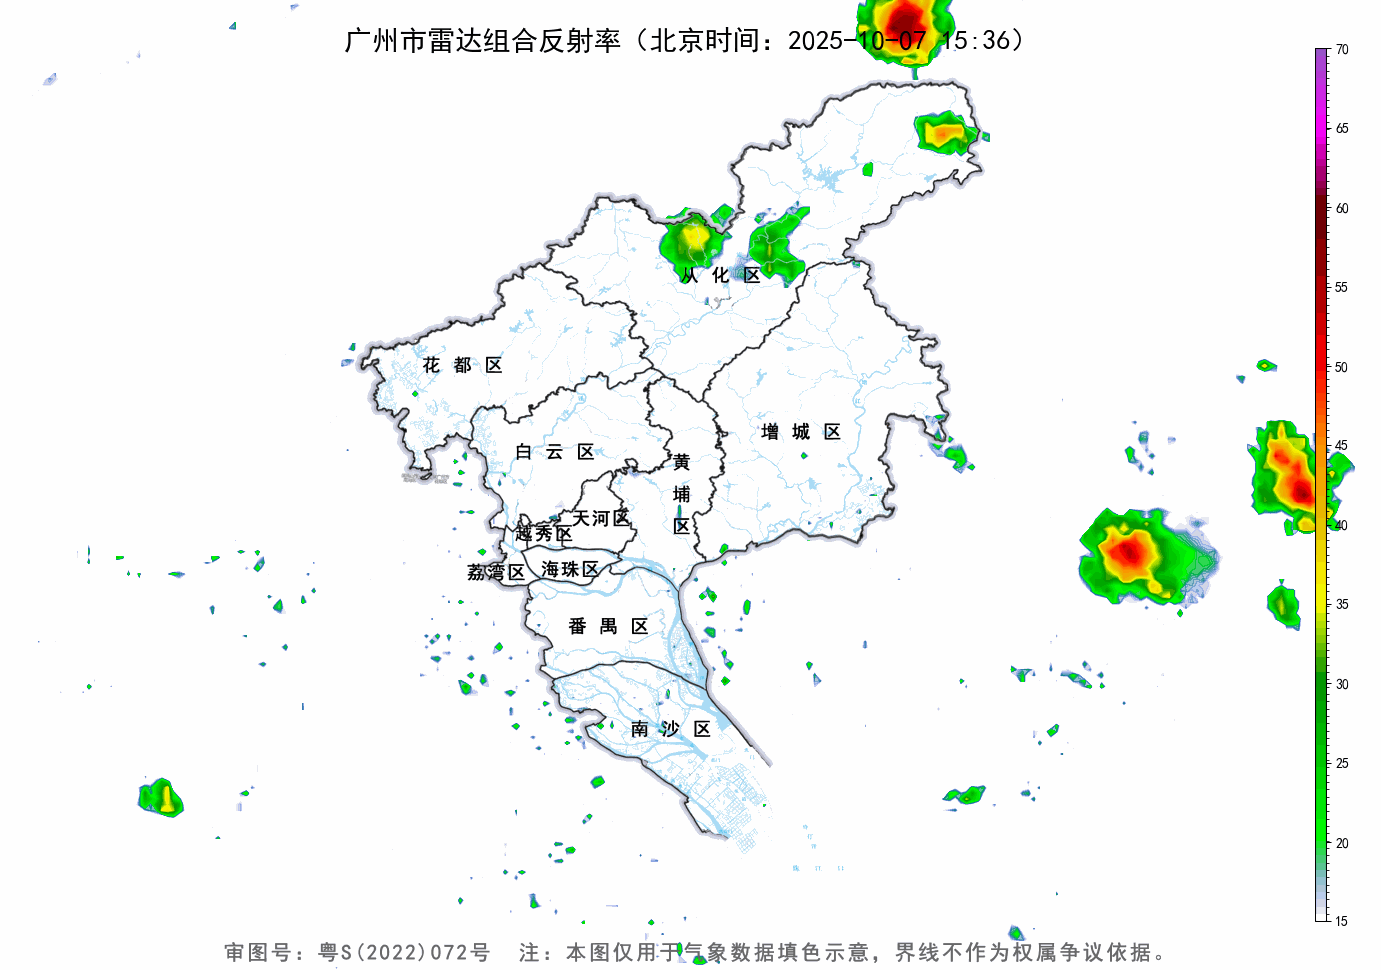 广州市雷达组合反射率（北京时间：2025-10-07 15:36）
70
65
60
从化区
55
花都区
50
增城区
白云区
45
黄埔区
40
天河区
越秀区
荔湾区
海珠区
35
番禺区
30
南沙区
25
20
15
审图号：粤S(2022)072号 注：本图仅用于气象数据填色示意，界线不作为权属争议依据。